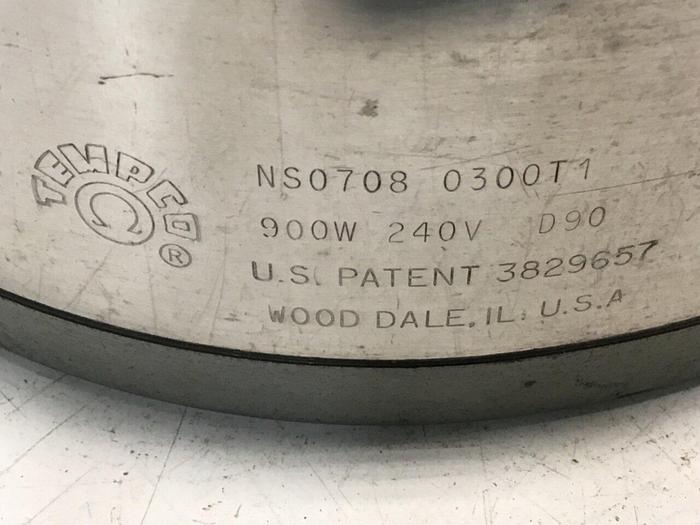 TEMPCO
Ω
®
NS0708 0300T1
900W 240V D90
U.S. PATENT 3829657
WOOD DALE, IL. U.S.A